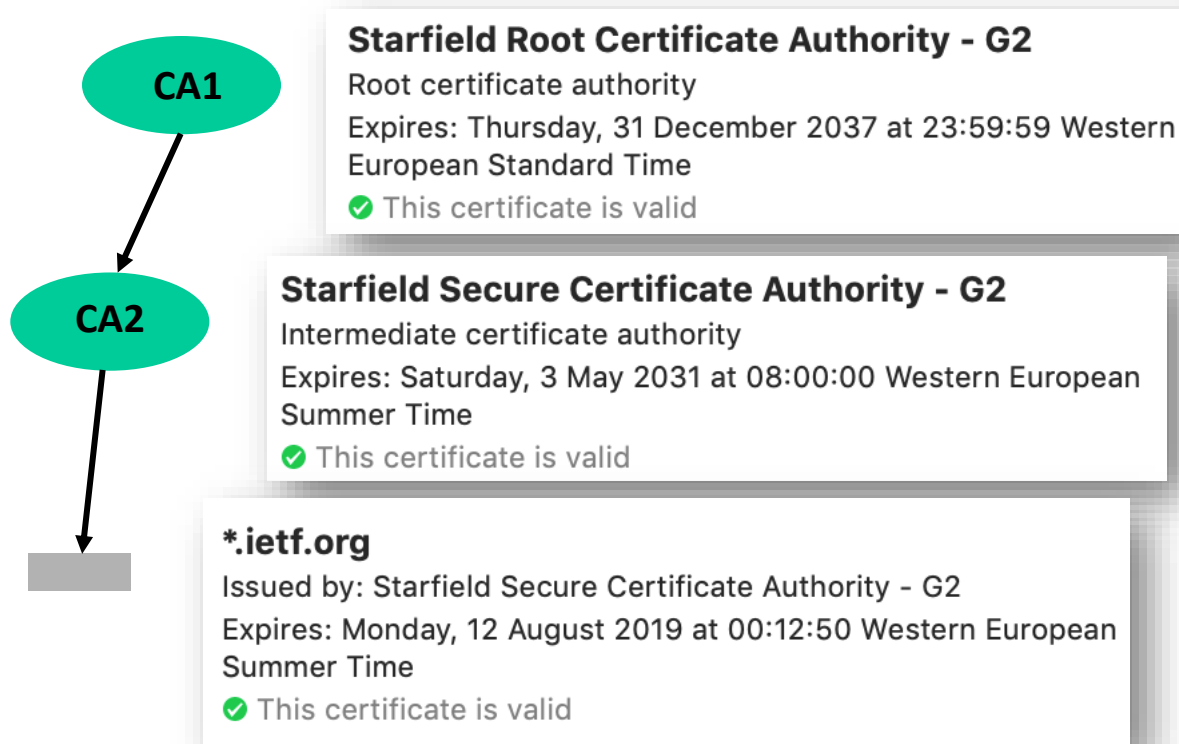 CA1
Starfield Root Certificate Authority - G2
Root certificate authority
Expires: Thursday, 31 December 2037 at 23:59:59 Western
European Standard Time
This certificate is valid
CA2
Starfield Secure Certificate Authority - G2
Intermediate certificate authority
Expires: Saturday, 3 May 2031 at 08:00:00 Western European
Summer Time
This certificate is valid
*.ietf.org
Issued by: Starfield Secure Certificate Authority - G2
Expires: Monday, 12 August 2019 at 00:12:50 Western European
Summer Time
This certificate is valid